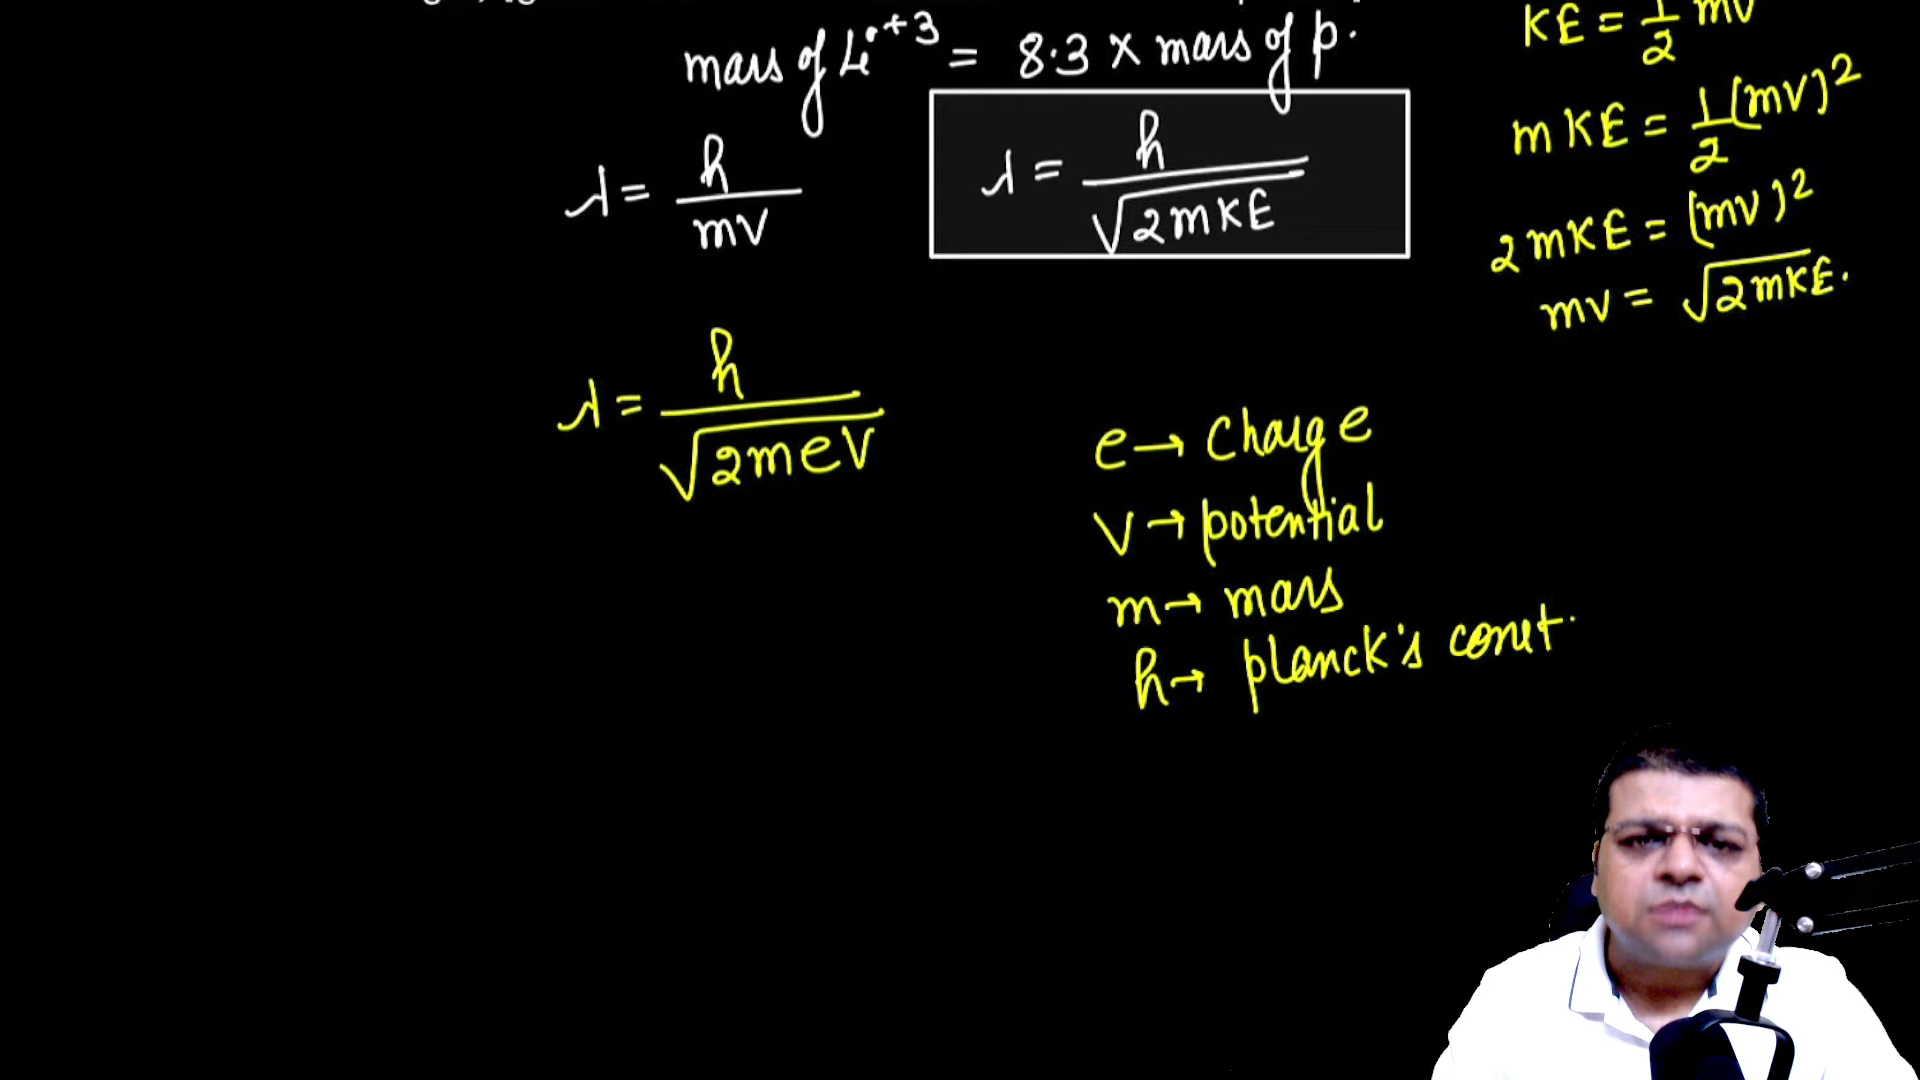 mass of Li⁺³ = 8.3 × mass of p.
λ = h / mv
λ = h / √2mKE
KE = 1/2 mv
mKE = 1/2 (mv)²
2mKE = (mv)²
mv = √2mKE.
λ = h / √2meV
e → Charge
V → potential
m → mass
h → planck's const.